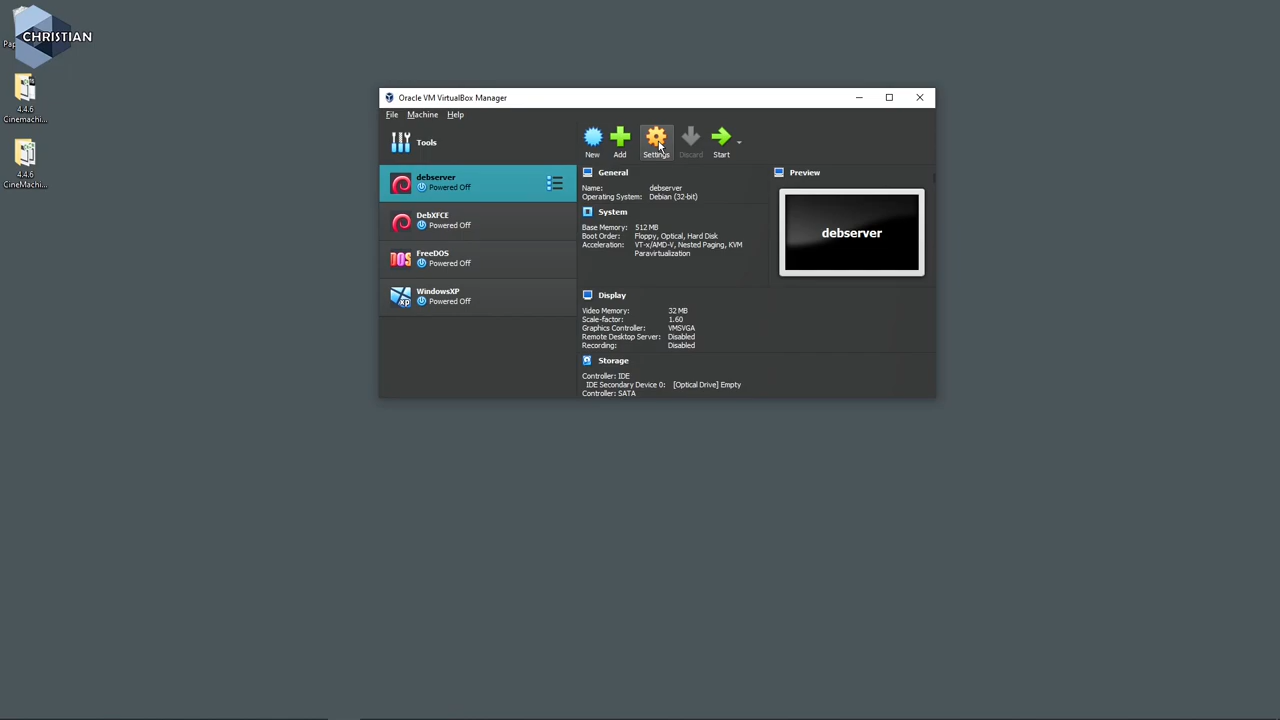 CHRISTIAN
4.4.6
Cinemachin...
4.4.6
CineMachin...
Oracle VM VirtualBox Manager
File Machine Help
Tools
New Add Settings Discard Start
debserver
Powered Off
DebXFCE
Powered Off
FreeDOS
Powered Off
WindowsXP
Powered Off
General
Name: debserver
Operating System: Debian (32-bit)
System
Base Memory: 512 MB
Boot Order: Floppy, Optical, Hard Disk
Acceleration: VT-x/AMD-V, Nested Paging, KVM
Paravirtualization
Preview
debserver
Display
Video Memory: 32 MB
Scale-factor: 1.60
Graphics Controller: VMSVGA
Remote Desktop Server: Disabled
Recording: Disabled
Storage
Controller: IDE
IDE Secondary Device 0: [Optical Drive] Empty
Controller: SATA